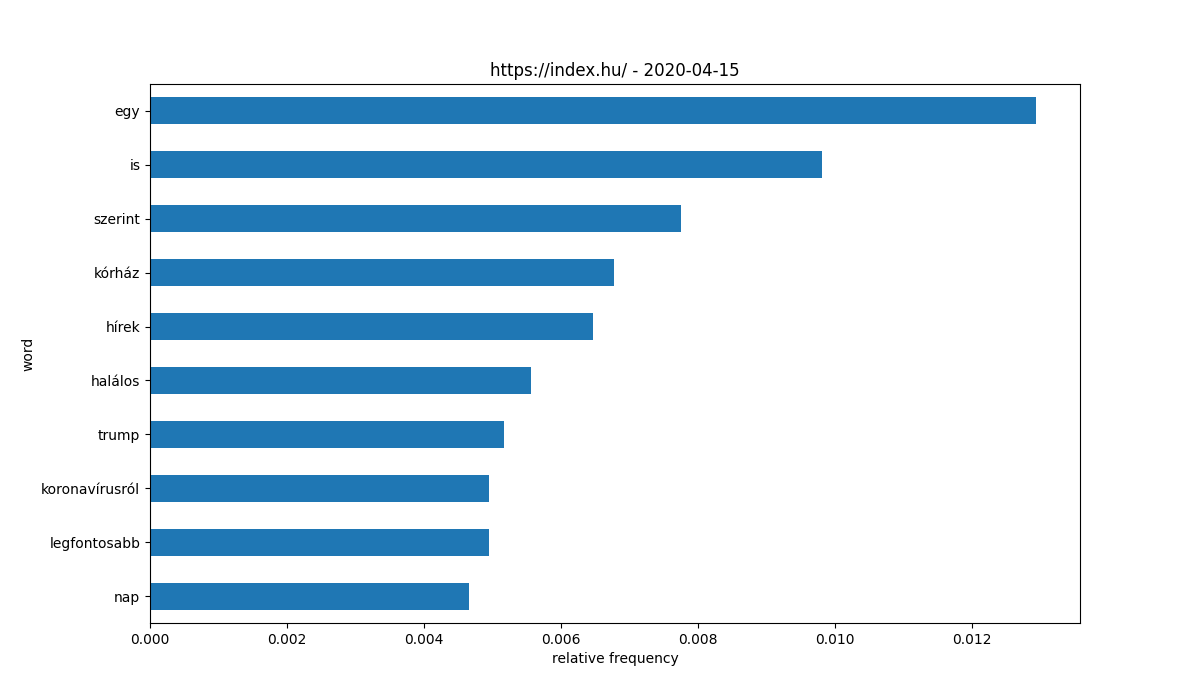 https://index.hu/ - 2020-04-15
egy
is
szerint
kórház
hírek
halálos
trump
koronavírusról
legfontosabb
nap
word
0.000 0.002 0.004 0.006 0.008 0.010 0.012
relative frequency